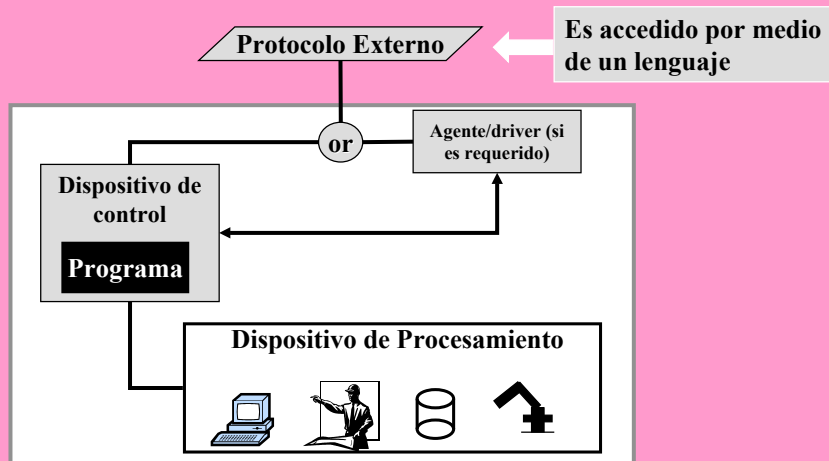 Protocolo Externo
Es accedido por medio
de un lenguaje
or
Agente/driver (si
es requerido)
Dispositivo de
control
Programa
Dispositivo de Procesamiento